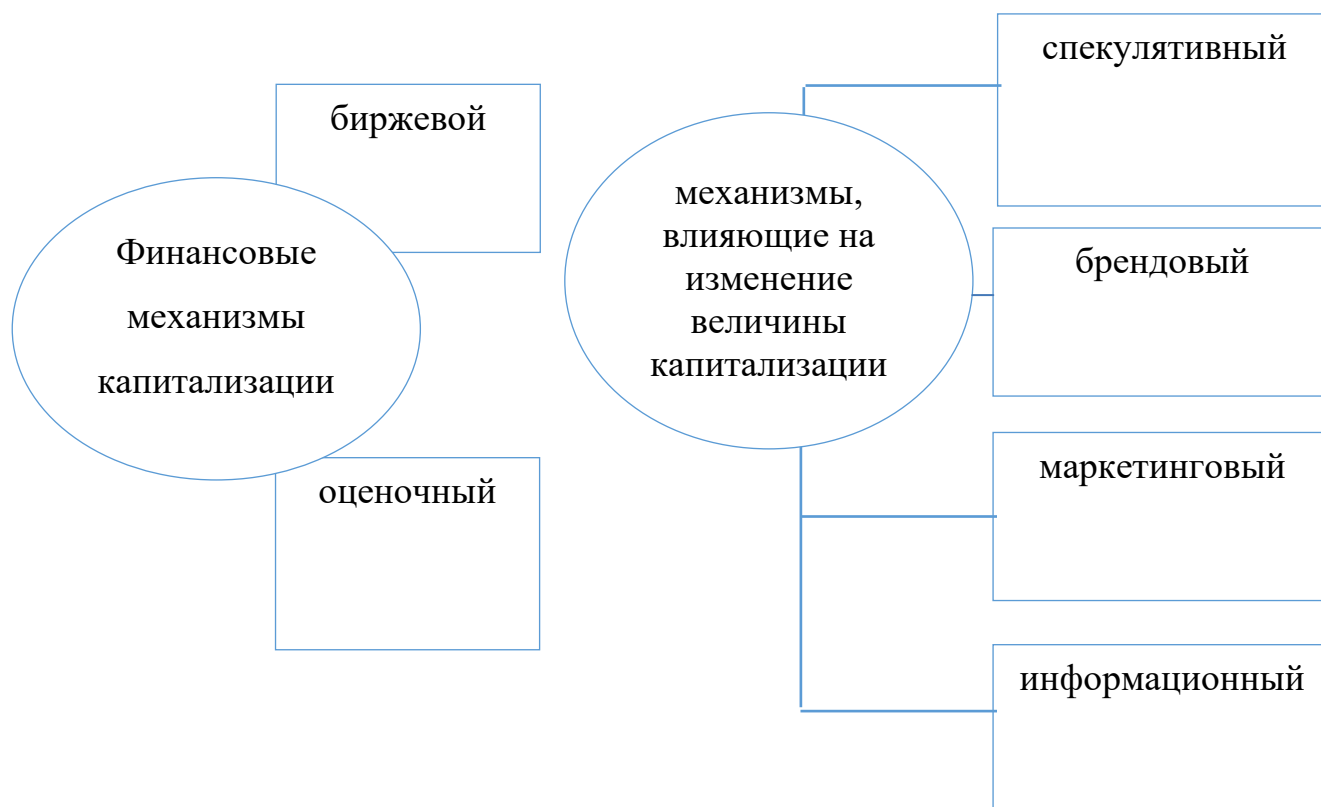 биржевой
Финансовые
механизмы
капитализации
оценочный
механизмы,
влияющие на
изменение
величины
капитализации
спекулятивный
брендовый
маркетинговый
информационный